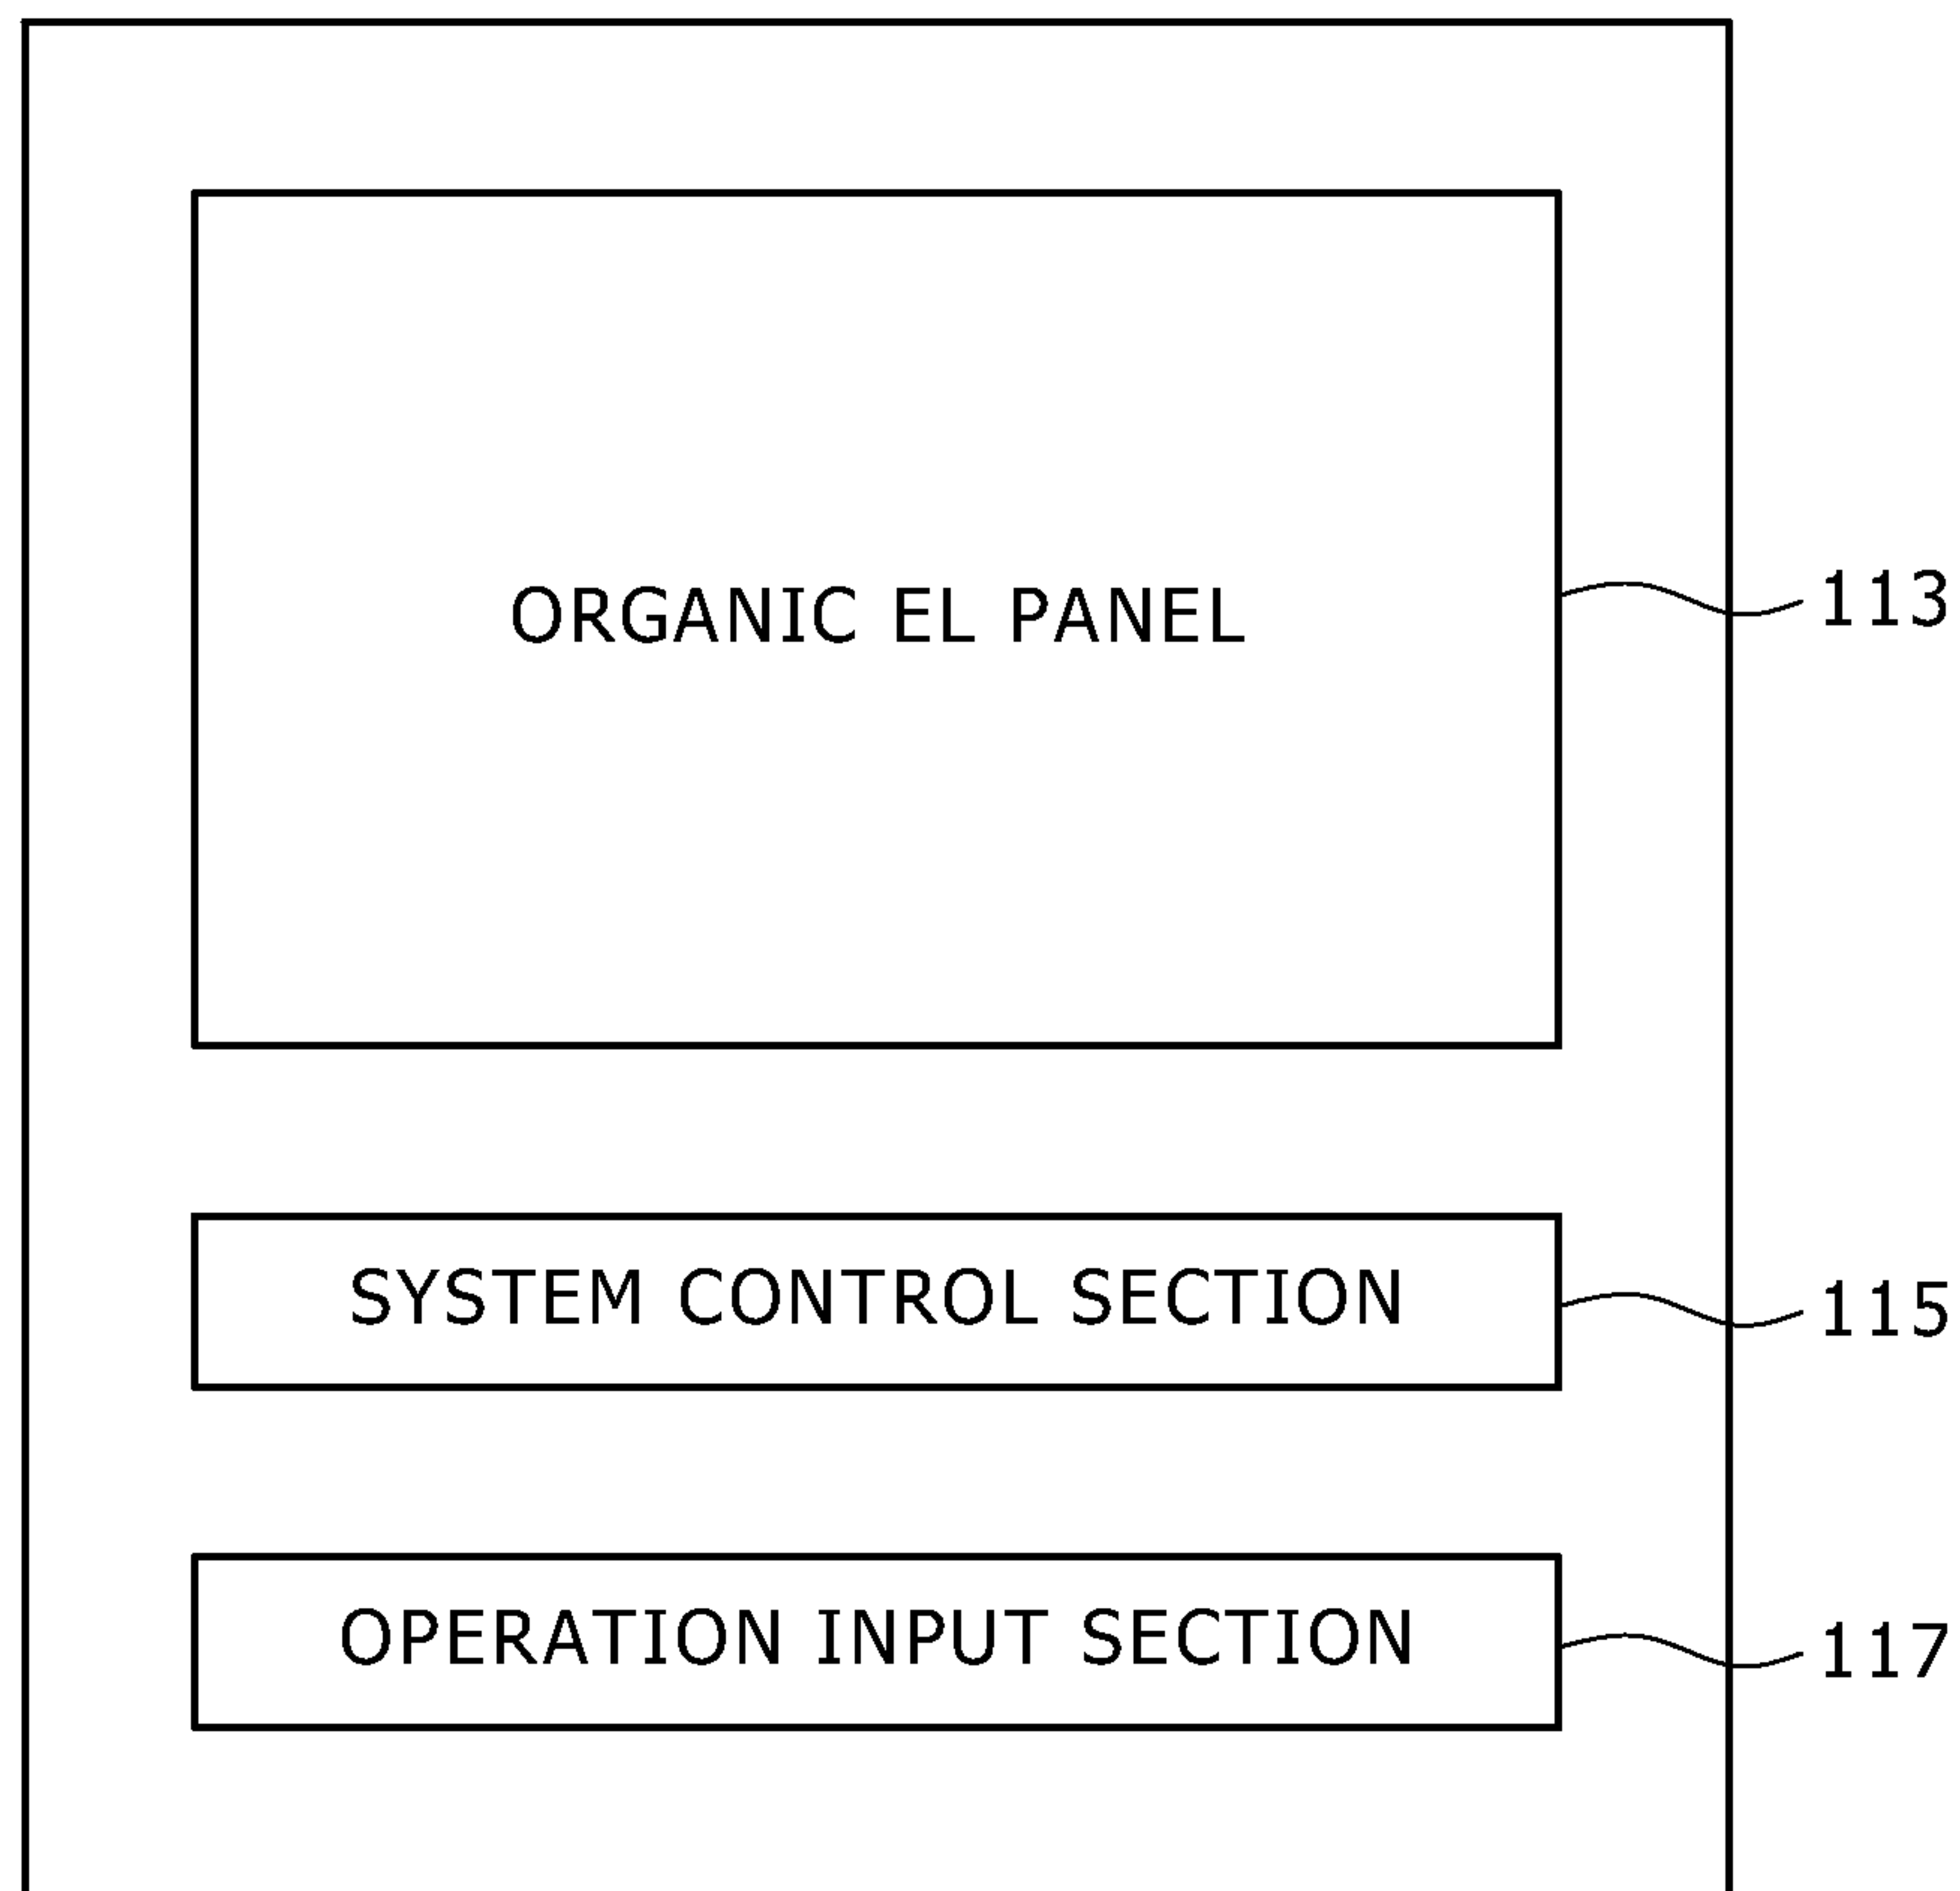 ORGANIC EL PANEL
113
SYSTEM CONTROL SECTION
115
OPERATION INPUT SECTION
117